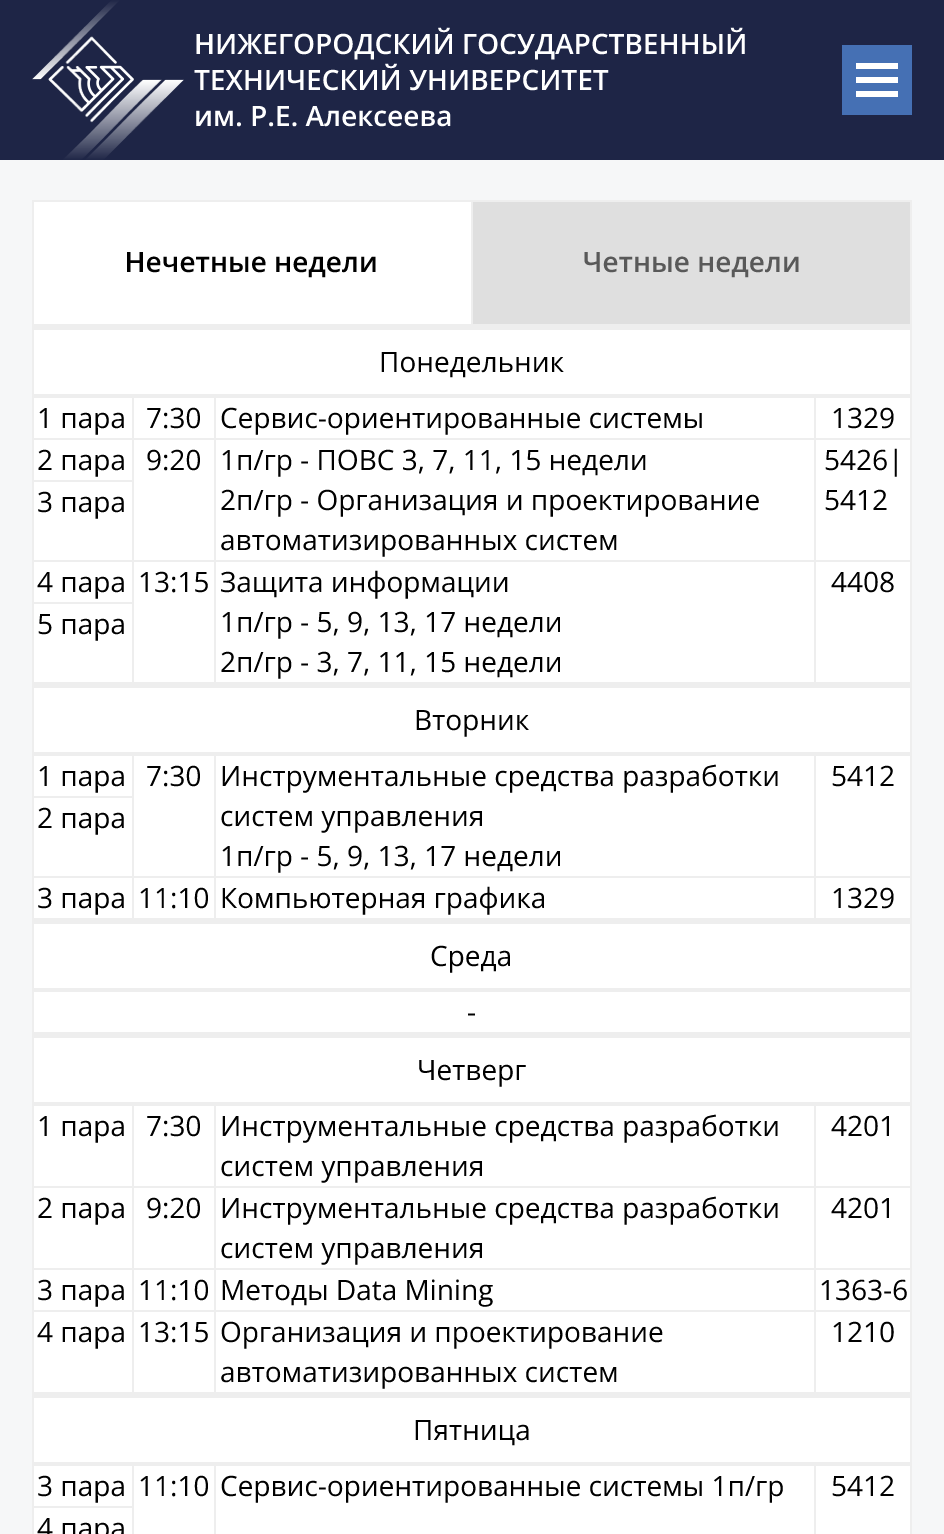 НИЖЕГОРОДСКИЙ ГОСУДАРСТВЕННЫЙ
ТЕХНИЧЕСКИЙ УНИВЕРСИТЕТ
им. Р.Е. Алексеева
Нечетные недели Четные недели
Понедельник
1 пара 7:30 Сервис-ориентированные системы 1329
2 пара 9:20 1п/гр - ПОВС 3, 7, 11, 15 недели 5426|
3 пара 2п/гр - Организация и проектирование 5412
автоматизированных систем
4 пара 13:15 Защита информации 4408
5 пара 1п/гр - 5, 9, 13, 17 недели
2п/гр - 3, 7, 11, 15 недели
Вторник
1 пара 7:30 Инструментальные средства разработки 5412
2 пара систем управления
1п/гр - 5, 9, 13, 17 недели
3 пара 11:10 Компьютерная графика 1329
Среда
-
Четверг
1 пара 7:30 Инструментальные средства разработки 4201
систем управления
2 пара 9:20 Инструментальные средства разработки 4201
систем управления
3 пара 11:10 Методы Data Mining 1363-6
4 пара 13:15 Организация и проектирование 1210
автоматизированных систем
Пятница
3 пара 11:10 Сервис-ориентированные системы 1п/гр 5412
4 пара